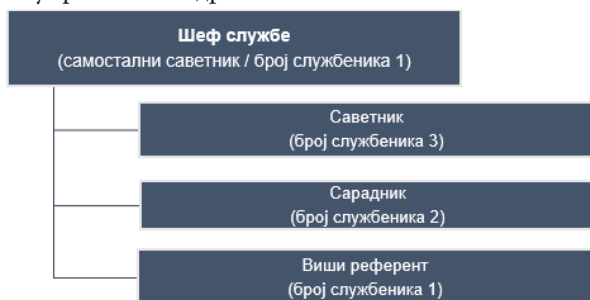 Шеф службе
(самостални саветник / број службеника 1)
Саветник
(број службеника 3)
Сарадник
(број службеника 2)
Виши референт
(број службеника 1)